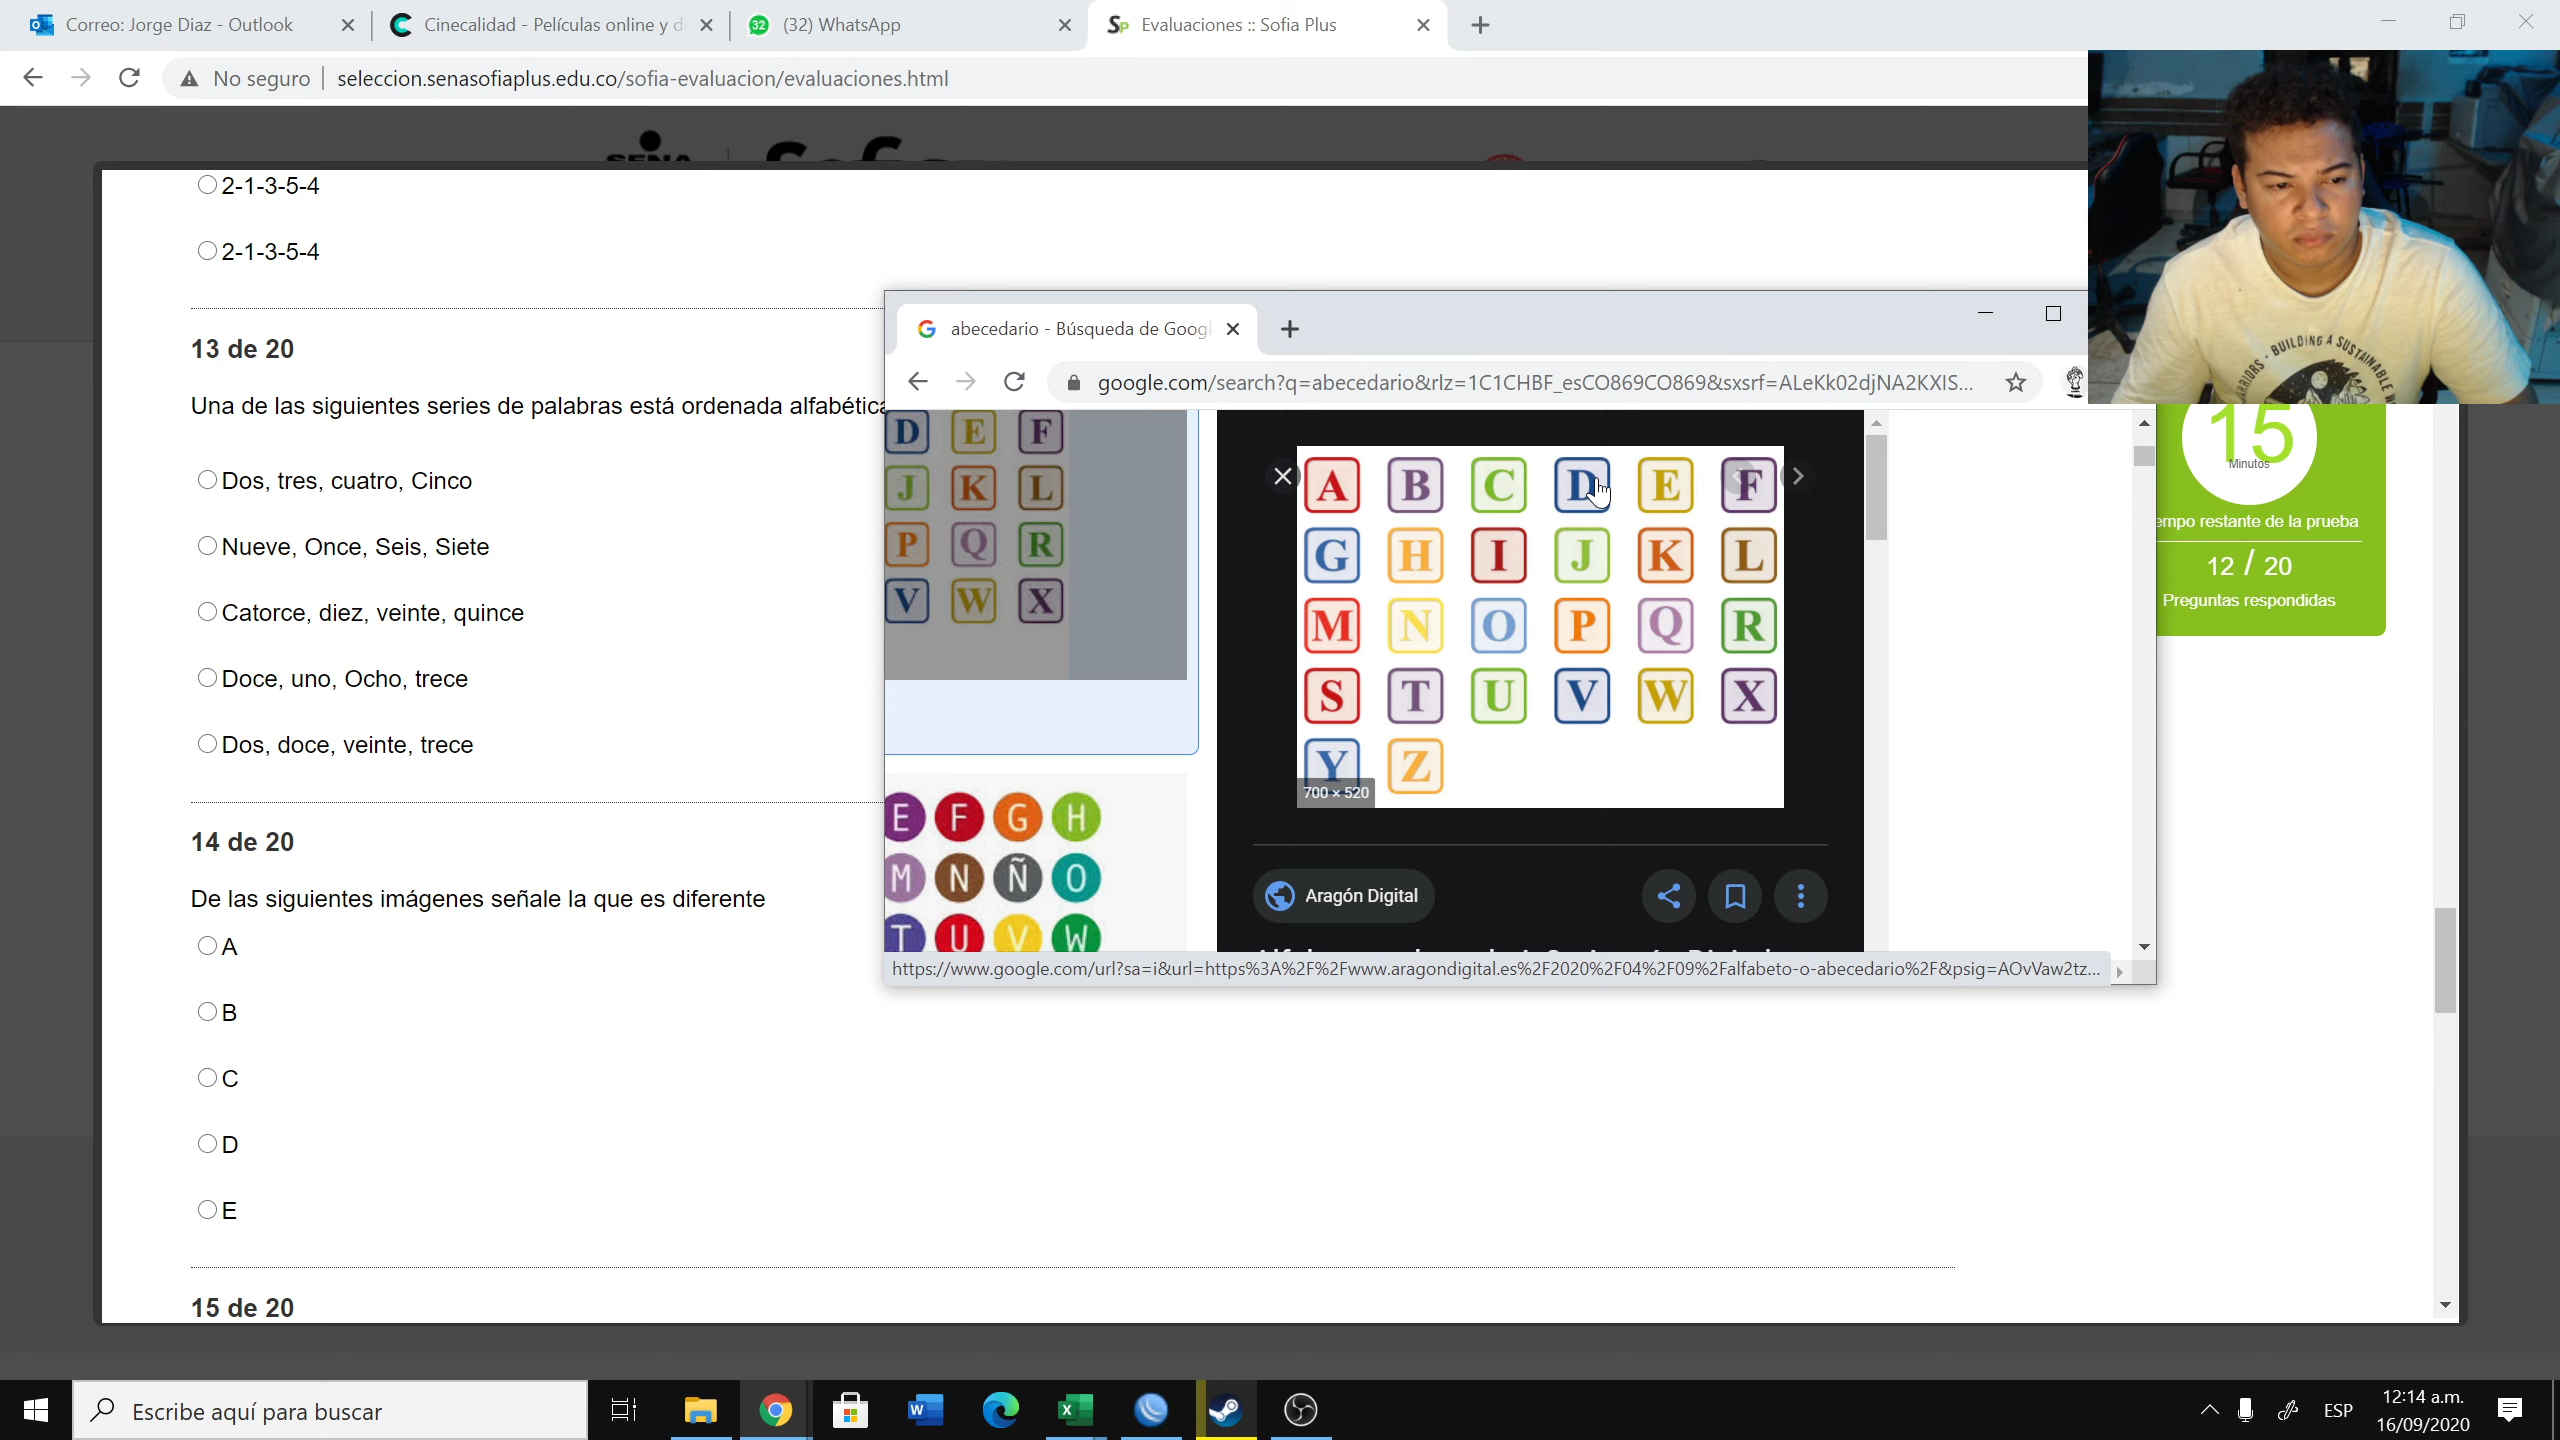 Correo: Jorge Diaz - Outlook
Cinecalidad - Películas online y d
(32) WhatsApp
Evaluaciones :: Sofia Plus
No seguro
seleccion.senasofiaplus.edu.co/sofia-evaluacion/evaluaciones.html
2-1-3-5-4
2-1-3-5-4
13 de 20
Una de las siguientes series de palabras está ordenada alfabética
Dos, tres, cuatro, Cinco
Nueve, Once, Seis, Siete
Catorce, diez, veinte, quince
Doce, uno, Ocho, trece
Dos, doce, veinte, trece
14 de 20
De las siguientes imágenes señale la que es diferente
A
B
C
D
E
15 de 20
abecedario - Búsqueda de Googl
google.com/search?q=abecedario&rlz=1C1CHBF_esCO869CO869&sxsrf=ALeKk02djNA2KXIS...
D E F
J K L
P Q R
V W X
E F G H
M N Ñ O
T U V W
A B C D E F
G H I J K L
M N O P Q R
S T U V W X
Y Z
700 × 520
Aragón Digital
https://www.google.com/url?sa=i&url=https%3A%2F%2Fwww.aragondigital.es%2F2020%2F04%2F09%2Falfabeto-o-abecedario%2F&psig=AOvVaw2tz...
BUILDING A SUSTAINABLE
15
Minutos
empo restante de la prueba
12 / 20
Preguntas respondidas
Escribe aquí para buscar
ESP
12:14 a.m.
16/09/2020